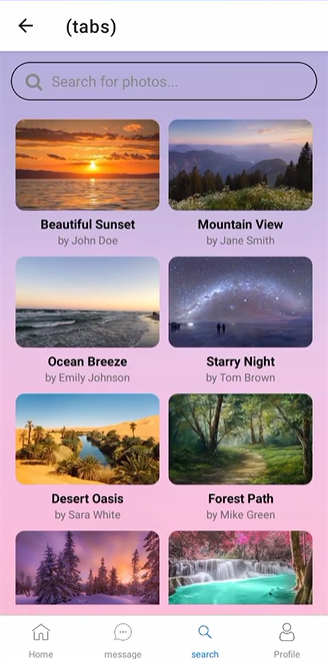 (tabs)
Search for photos...
Beautiful Sunset
by John Doe
Mountain View
by Jane Smith
Ocean Breeze
by Emily Johnson
Starry Night
by Tom Brown
Desert Oasis
by Sara White
Forest Path
by Mike Green
Home
message
search
Profile